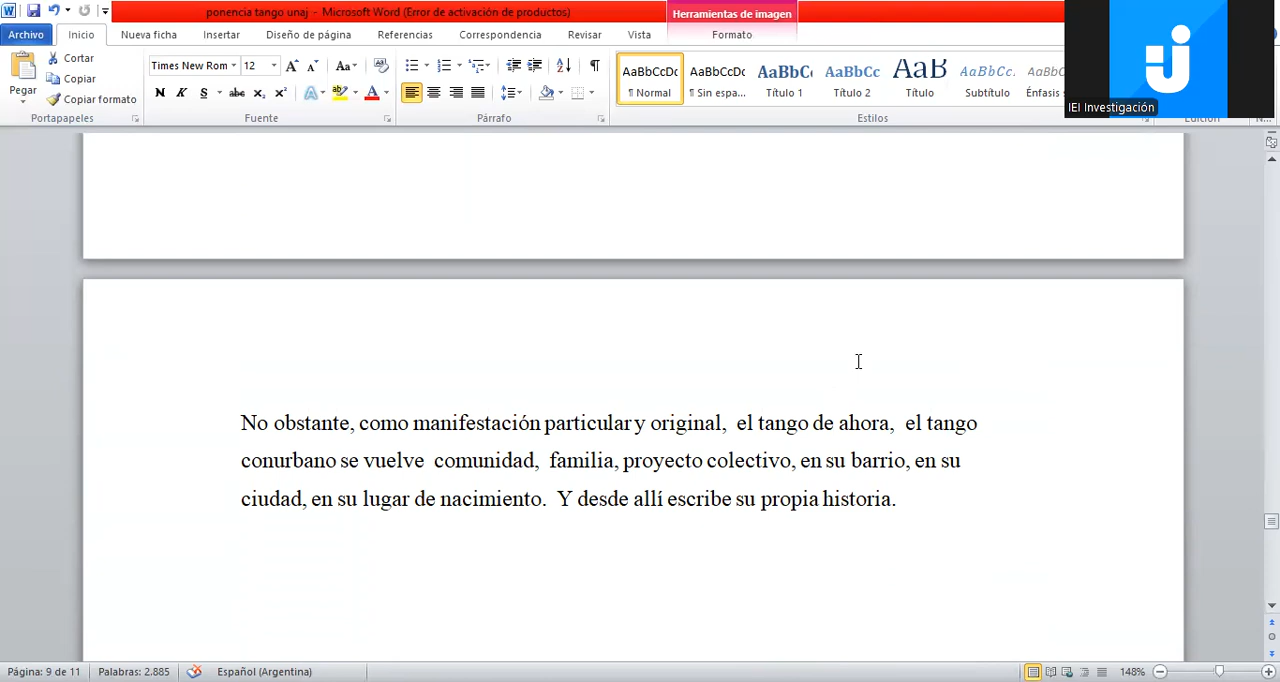 ponencia tango unaj - Microsoft Word (Error de activación de productos)
Herramientas de imagen
Archivo Inicio Nueva ficha Insertar Diseño de página Referencias Correspondencia Revisar Vista Formato
Cortar
Copiar
Copiar formato
Pegar
Times New Rom 12
N K S abc x₂ x²
AaBbCcDc AaBbCcDc AaBbC AaBbCc AaB AaBbCc. AaBbC
¶ Normal ¶ Sin espa... Título 1 Título 2 Título Subtítulo Énfasis
Portapapeles Fuente Párrafo Estilos Edición
IEI Investigación
No obstante, como manifestación particular y original, el tango de ahora, el tango
conurbano se vuelve comunidad, familia, proyecto colectivo, en su barrio, en su
ciudad, en su lugar de nacimiento. Y desde allí escribe su propia historia.
Página: 9 de 11 Palabras: 2.885 Español (Argentina) 148%